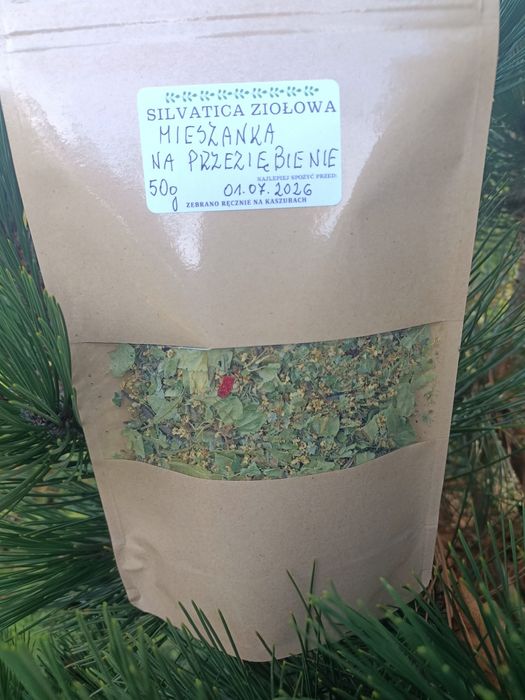 SILVATICA ZIOŁOWA
MIESZANKA
NA PRZEZIĘBIENIE
NAJLEPIEJ SPOŻYĆ PRZED:
50g 01.07.2026
ZEBRANO RĘCZNIE NA KASZUBACH